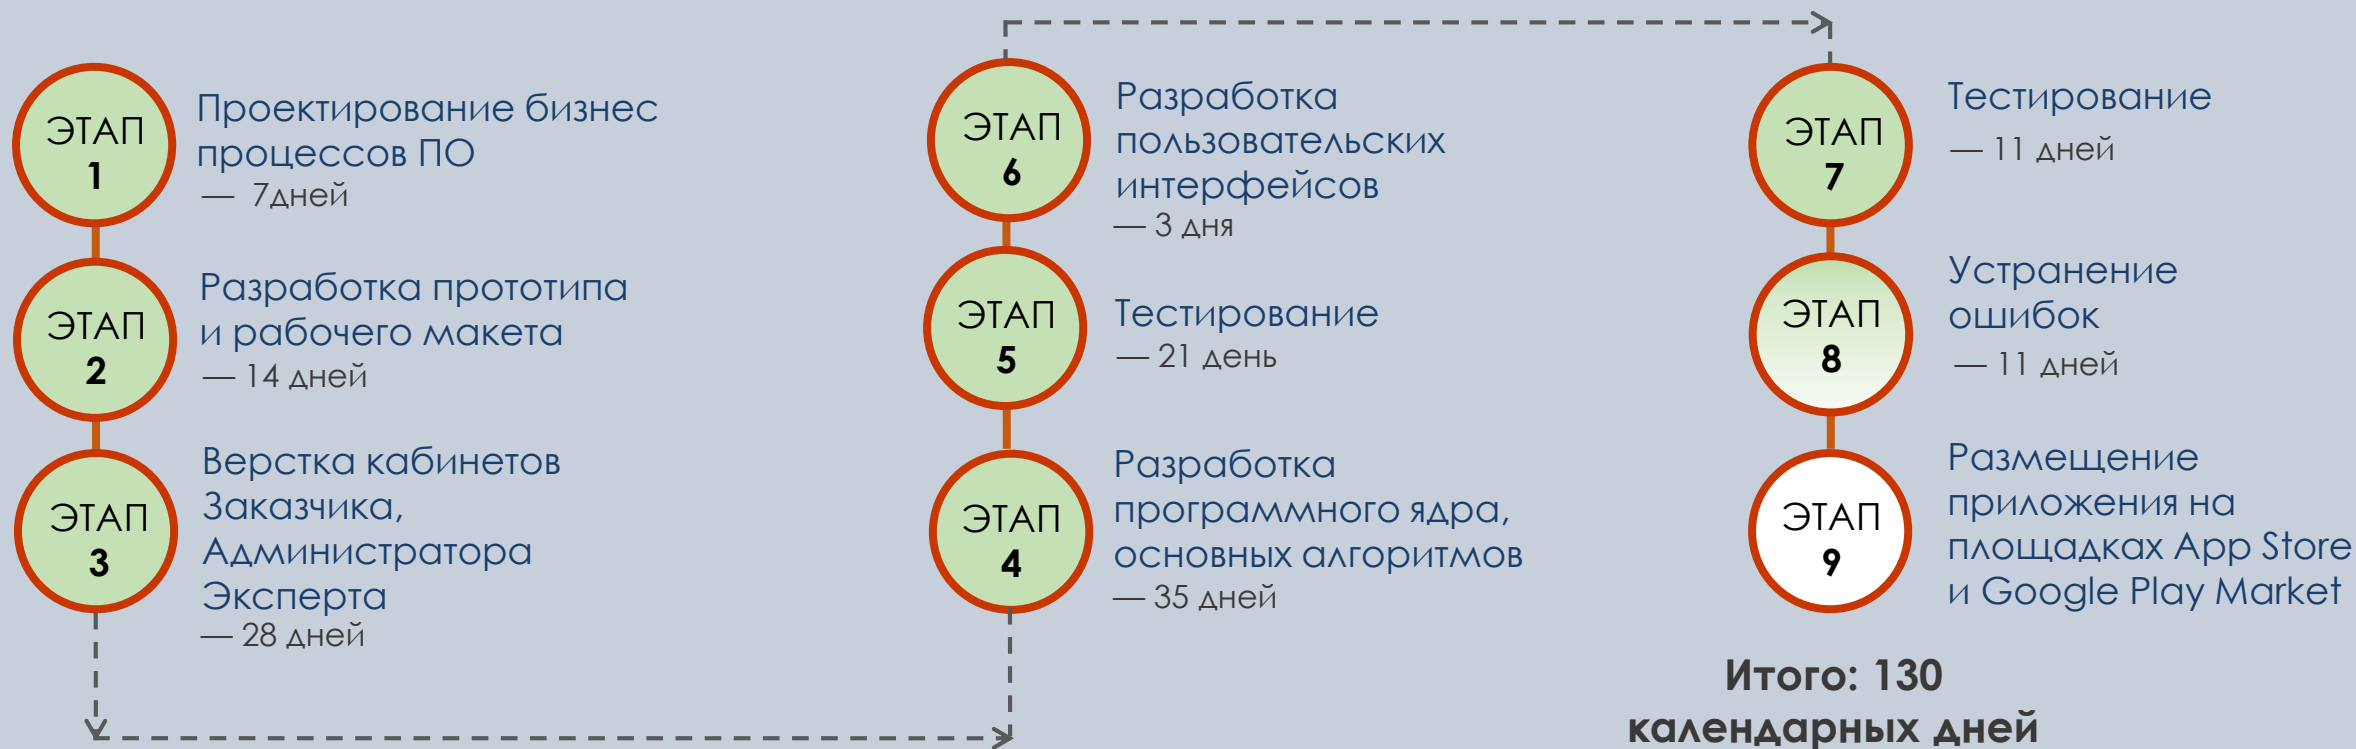 ЭТАП
1
Проектирование бизнес
процессов ПО
— 7дней
ЭТАП
2
Разработка прототипа
и рабочего макета
— 14 дней
ЭТАП
3
Верстка кабинетов
Заказчика,
Администратора
Эксперта
— 28 дней
ЭТАП
4
Разработка
программного ядра,
основных алгоритмов
— 35 дней
ЭТАП
5
Тестирование
— 21 день
ЭТАП
6
Разработка
пользовательских
интерфейсов
— 3 дня
ЭТАП
7
Тестирование
— 11 дней
ЭТАП
8
Устранение
ошибок
— 11 дней
ЭТАП
9
Размещение
приложения на
площадках App Store
и Google Play Market
Итого: 130
календарных дней